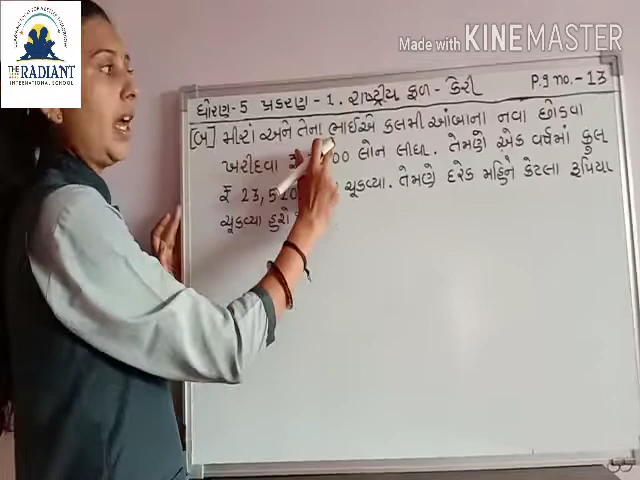 THE RADIANT
INTERNATIONAL SCHOOL
Made with KINEMASTER
ધોરણ-5 પ્રકરણ -1. રાષ્ટ્રીય ફળ - કેરી P.g no.-13
[બ] મીરાં અને તેના ભાઈએ કલમી આંબાના નવા છોડવા
ખરીદવા ₹ 00 લોન લીધી. તેમણે એક વર્ષમાં કુલ
₹ 23,5 ચૂકવ્યા. તેમણે દરેક મહિને કેટલા રૂપિયા
ચૂકવ્યા હશે